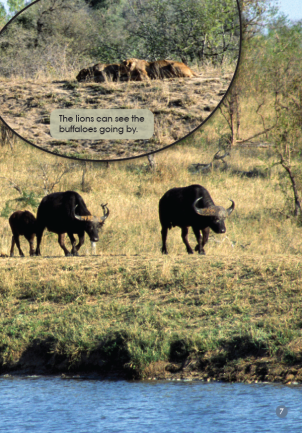 The lions can see the
buffaloes going by.
7